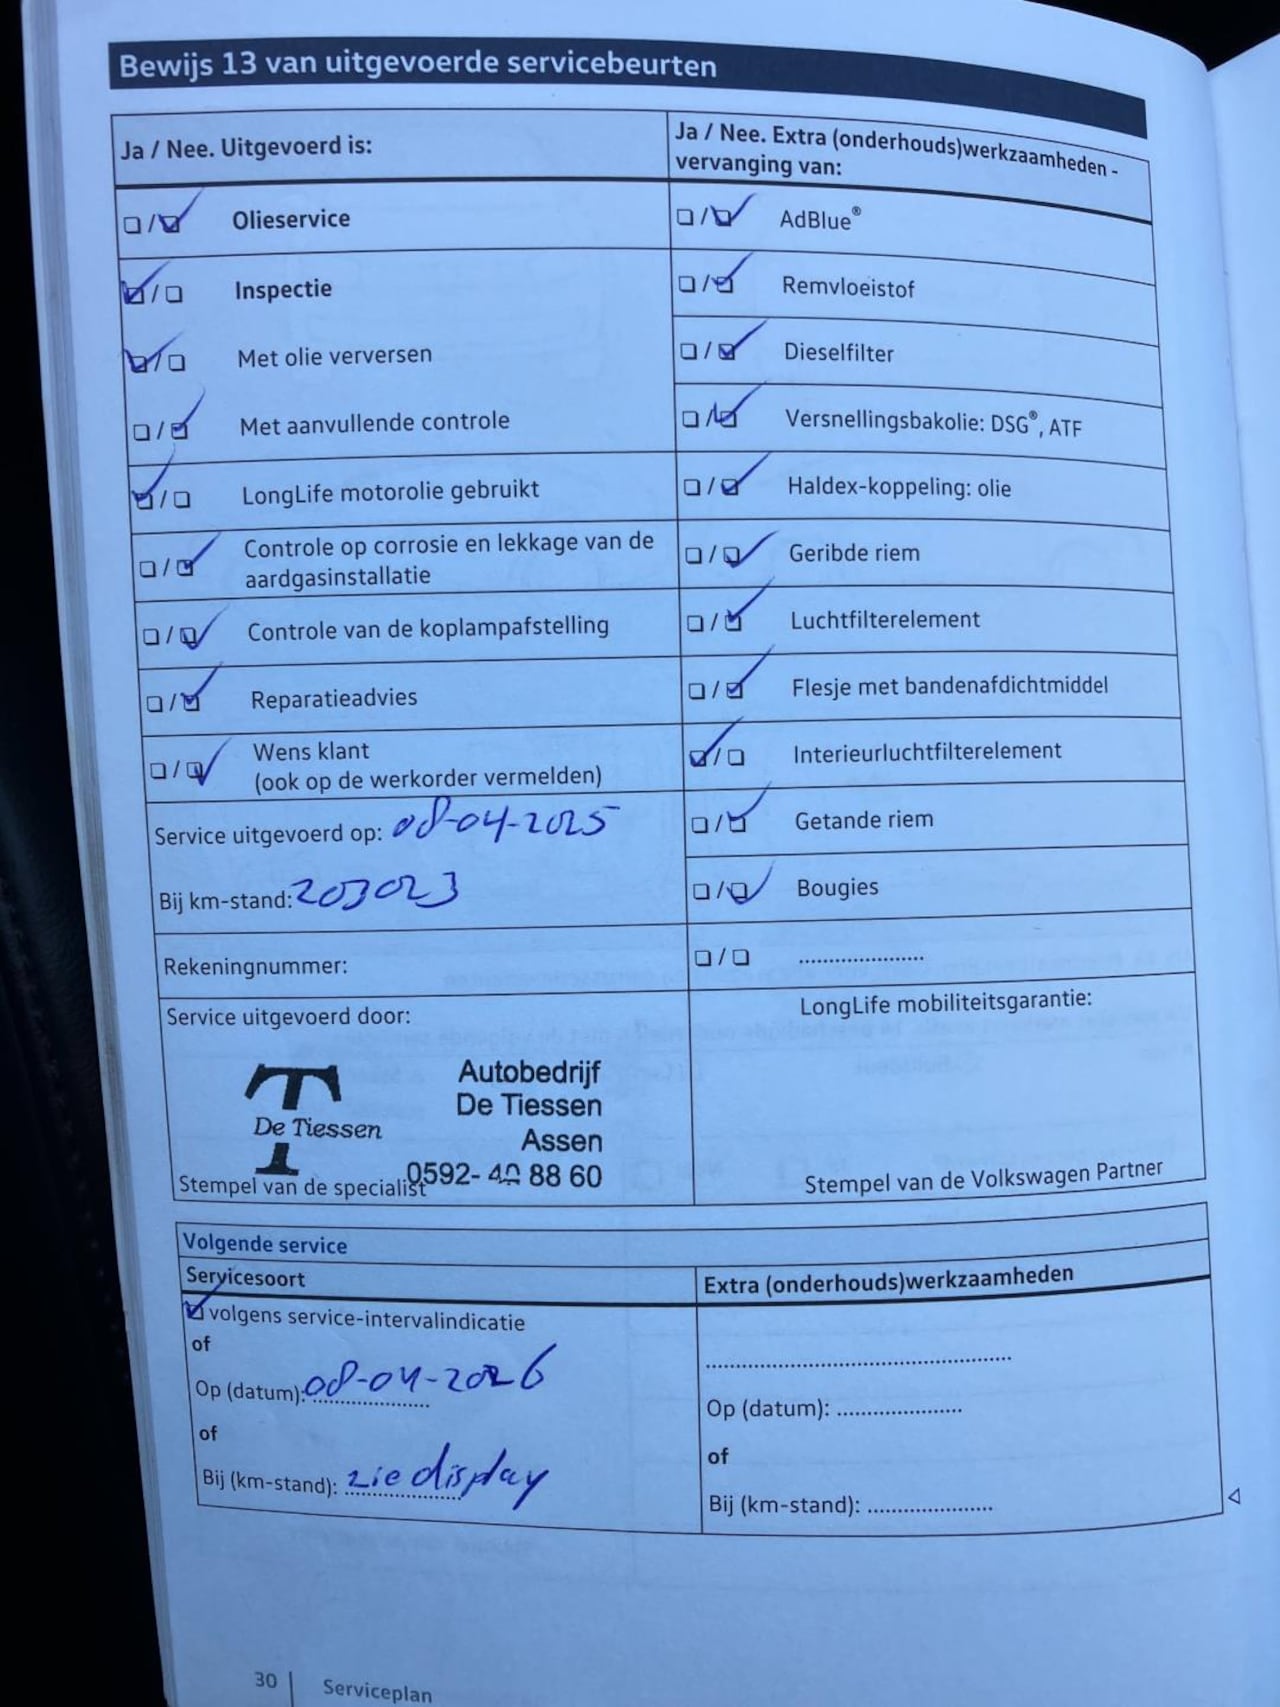 Bewijs 13 van uitgevoerde servicebeurten
Ja / Nee. Uitgevoerd is:
☐ / ☑ Olieservice
☑ / ☐ Inspectie
☑ / ☐ Met olie verversen
☐ / ☑ Met aanvullende controle
☑ / ☐ LongLife motorolie gebruikt
☐ / ☑ Controle op corrosie en lekkage van de
aardgasinstallatie
☐ / ☑ Controle van de koplampafstelling
☐ / ☑ Reparatieadvies
☐ / ☑ Wens klant
(ook op de werkorder vermelden)
Service uitgevoerd op: 08-04-2025
Bij km-stand: 203023
Rekeningnummer:
Service uitgevoerd door:
De Tiessen
Autobedrijf
De Tiessen
Assen
0592- 40 88 60
Stempel van de specialist
Ja / Nee. Extra (onderhouds)werkzaamheden -
vervanging van:
☐ / ☑ AdBlue®
☐ / ☑ Remvloeistof
☐ / ☑ Dieselfilter
☐ / ☑ Versnellingsbakolie: DSG®, ATF
☐ / ☑ Haldex-koppeling: olie
☐ / ☑ Geribde riem
☐ / ☑ Luchtfilterelement
☐ / ☑ Flesje met bandenafdichtmiddel
☑ / ☐ Interieurluchtfilterelement
☐ / ☑ Getande riem
☐ / ☑ Bougies
☐ / ☐ .....................
LongLife mobiliteitsgarantie:
Stempel van de Volkswagen Partner
Volgende service
Servicesoort
☑ volgens service-intervalindicatie
of
Op (datum): 08-04-2026
of
Bij (km-stand): zie display
Extra (onderhouds)werkzaamheden
.....................................................
Op (datum): .....................
of
Bij (km-stand): .....................
30 | Serviceplan